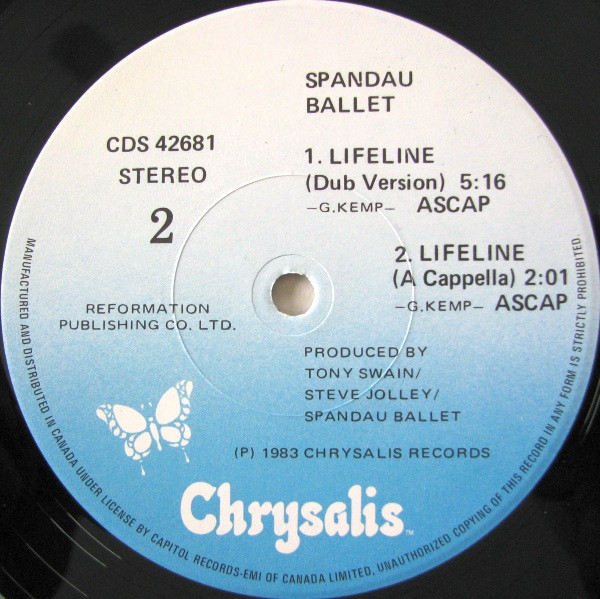 SPANDAU
BALLET
CDS 42681
STEREO
2
1. LIFELINE
(Dub Version) 5:16
—G.KEMP— ASCAP
2. LIFELINE
(A Cappella) 2:01
—G.KEMP— ASCAP
REFORMATION
PUBLISHING CO. LTD.
PRODUCED BY
TONY SWAIN/
STEVE JOLLEY/
SPANDAU BALLET
(P) 1983 CHRYSALIS RECORDS
Chrysalis™
MANUFACTURED AND DISTRIBUTED IN CANADA UNDER LICENSE BY CAPITOL RECORDS-EMI OF CANADA LIMITED. UNAUTHORIZED COPYING OF THIS RECORD IN ANY FORM IS STRICTLY PROHIBITED.